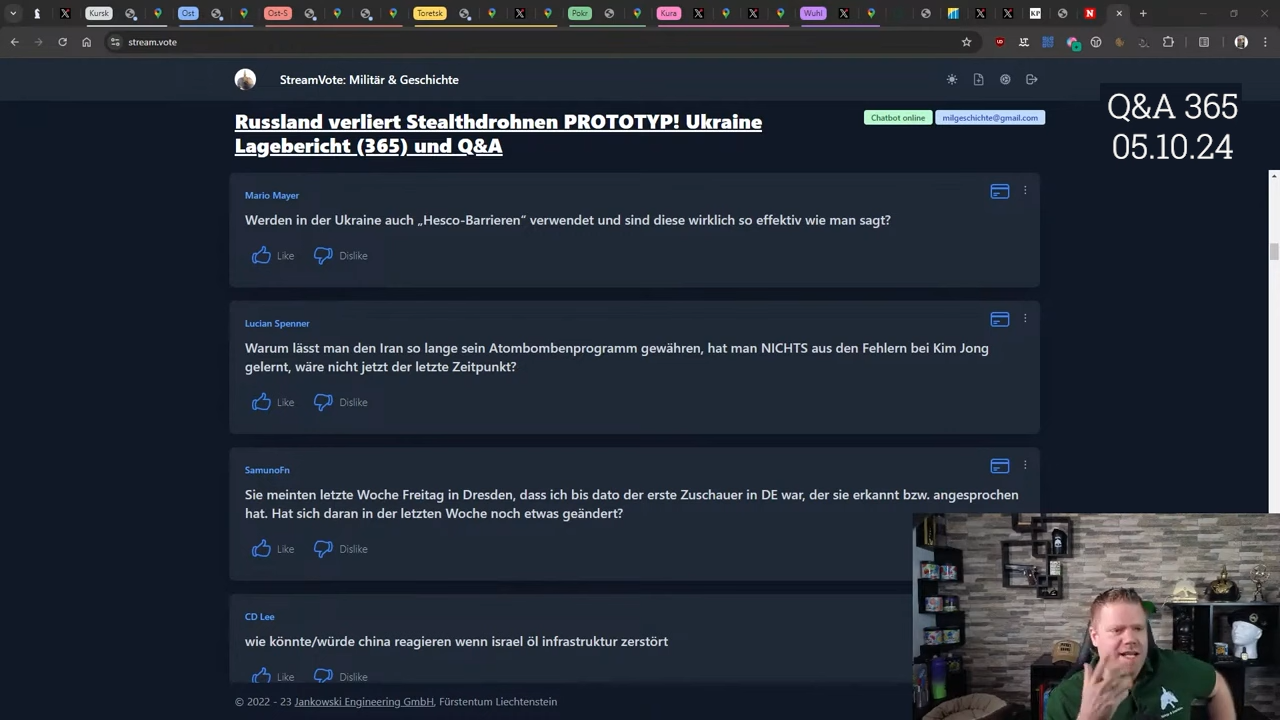 Kursk
Ost
Ost-S
Toretsk
Pokr
Kura
Wuhl
stream.vote
StreamVote: Militär & Geschichte
Q&A 365
05.10.24
Russland verliert Stealthdrohnen PROTOTYP! Ukraine
Lagebericht (365) und Q&A
Chatbot online
milgeschichte@gmail.com
Mario Mayer
Werden in der Ukraine auch „Hesco-Barrieren“ verwendet und sind diese wirklich so effektiv wie man sagt?
Like Dislike
Lucian Spenner
Warum lässt man den Iran so lange sein Atombombenprogramm gewähren, hat man NICHTS aus den Fehlern bei Kim Jong
gelernt, wäre nicht jetzt der letzte Zeitpunkt?
Like Dislike
SamunoFn
Sie meinten letzte Woche Freitag in Dresden, dass ich bis dato der erste Zuschauer in DE war, der sie erkannt bzw. angesprochen
hat. Hat sich daran in der letzten Woche noch etwas geändert?
Like Dislike
CD Lee
wie könnte/würde china reagieren wenn israel öl infrastruktur zerstört
Like Dislike
© 2022 - 23 Jankowski Engineering GmbH, Fürstentum Liechtenstein